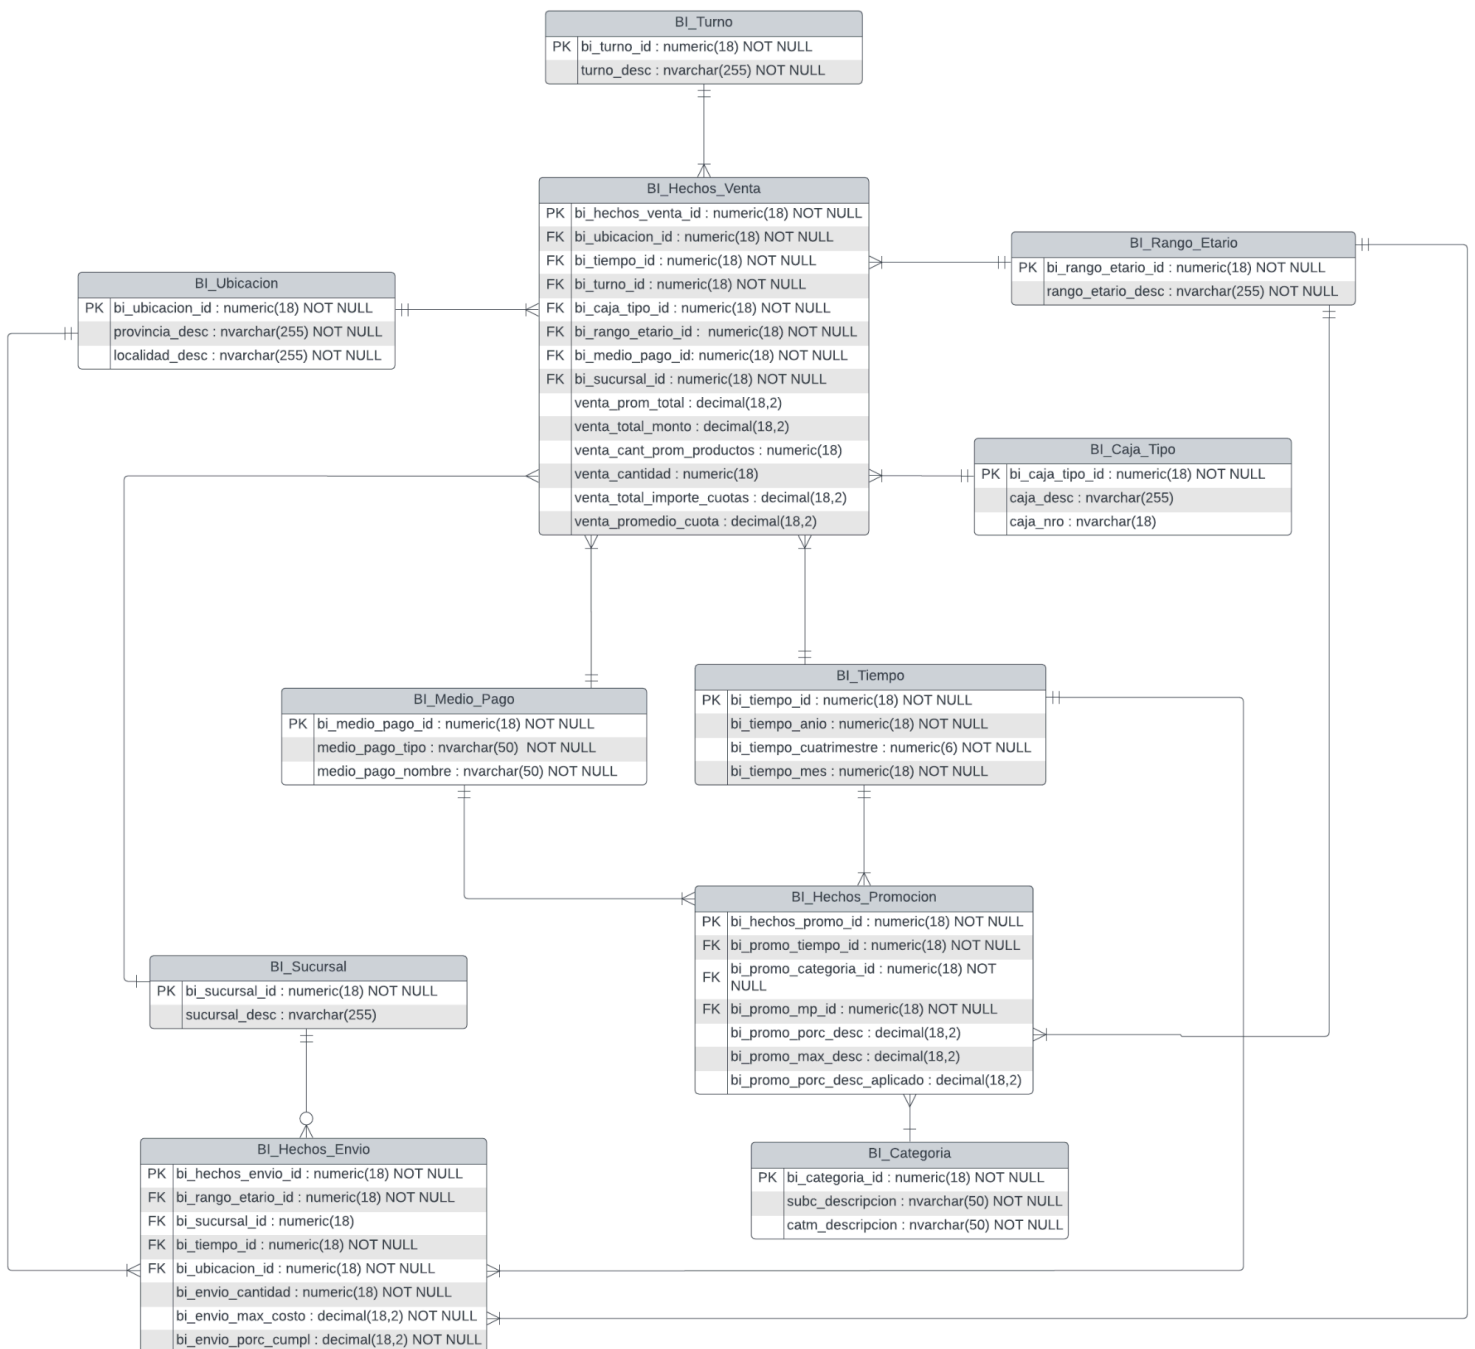 BI_Turno
PK bi_turno_id : numeric(18) NOT NULL
turno_desc : nvarchar(255) NOT NULL
BI_Hechos_Venta
PK bi_hechos_venta_id : numeric(18) NOT NULL
FK bi_ubicacion_id : numeric(18) NOT NULL
FK bi_tiempo_id : numeric(18) NOT NULL
FK bi_turno_id : numeric(18) NOT NULL
FK bi_caja_tipo_id : numeric(18) NOT NULL
FK bi_rango_etario_id :  numeric(18) NOT NULL
FK bi_medio_pago_id: numeric(18) NOT NULL
FK bi_sucursal_id : numeric(18) NOT NULL
venta_prom_total : decimal(18,2)
venta_total_monto : decimal(18,2)
venta_cant_prom_productos : numeric(18)
venta_cantidad : numeric(18)
venta_total_importe_cuotas : decimal(18,2)
venta_promedio_cuota : decimal(18,2)
BI_Rango_Etario
PK bi_rango_etario_id : numeric(18) NOT NULL
rango_etario_desc : nvarchar(255) NOT NULL
BI_Ubicacion
PK bi_ubicacion_id : numeric(18) NOT NULL
provincia_desc : nvarchar(255) NOT NULL
localidad_desc : nvarchar(255) NOT NULL
BI_Caja_Tipo
PK bi_caja_tipo_id : numeric(18) NOT NULL
caja_desc : nvarchar(255)
caja_nro : nvarchar(18)
BI_Medio_Pago
PK bi_medio_pago_id : numeric(18) NOT NULL
medio_pago_tipo : nvarchar(50)  NOT NULL
medio_pago_nombre : nvarchar(50) NOT NULL
BI_Tiempo
PK bi_tiempo_id : numeric(18) NOT NULL
bi_tiempo_anio : numeric(18) NOT NULL
bi_tiempo_cuatrimestre : numeric(6) NOT NULL
bi_tiempo_mes : numeric(18) NOT NULL
BI_Hechos_Promocion
PK bi_hechos_promo_id : numeric(18) NOT NULL
FK bi_promo_tiempo_id : numeric(18) NOT NULL
FK bi_promo_categoria_id : numeric(18) NOT
NULL
FK bi_promo_mp_id : numeric(18) NOT NULL
bi_promo_porc_desc : decimal(18,2)
bi_promo_max_desc : decimal(18,2)
bi_promo_porc_desc_aplicado : decimal(18,2)
BI_Sucursal
PK bi_sucursal_id : numeric(18) NOT NULL
sucursal_desc : nvarchar(255)
BI_Hechos_Envio
PK bi_hechos_envio_id : numeric(18) NOT NULL
FK bi_rango_etario_id : numeric(18) NOT NULL
FK bi_sucursal_id : numeric(18)
FK bi_tiempo_id : numeric(18) NOT NULL
FK bi_ubicacion_id : numeric(18) NOT NULL
bi_envio_cantidad : numeric(18) NOT NULL
bi_envio_max_costo : decimal(18,2) NOT NULL
bi_envio_porc_cumpl : decimal(18,2) NOT NULL
BI_Categoria
PK bi_categoria_id : numeric(18) NOT NULL
subc_descripcion : nvarchar(50) NOT NULL
catm_descripcion : nvarchar(50) NOT NULL